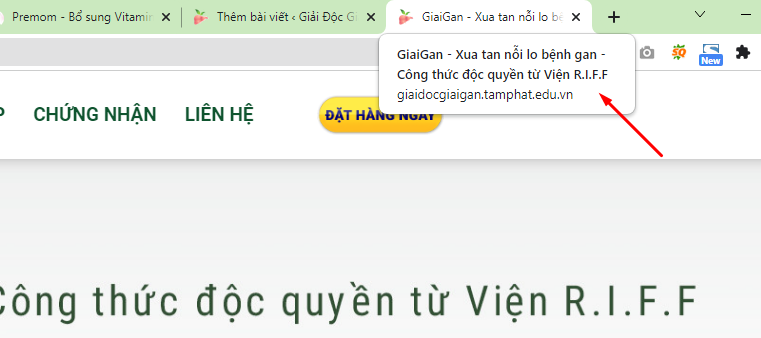 Premom - Bổ sung Vitamin
Thêm bài viết ‹ Giải Độc G
GiaiGan - Xua tan nỗi lo bệ
GiaiGan - Xua tan nỗi lo bệnh gan -
Công thức độc quyền từ Viện R.I.F.F
giaidocgiaigan.tamphat.edu.vn
New
P
CHỨNG NHẬN
LIÊN HỆ
ĐẶT HÀNG NGAY
Công thức độc quyền từ Viện R.I.F.F